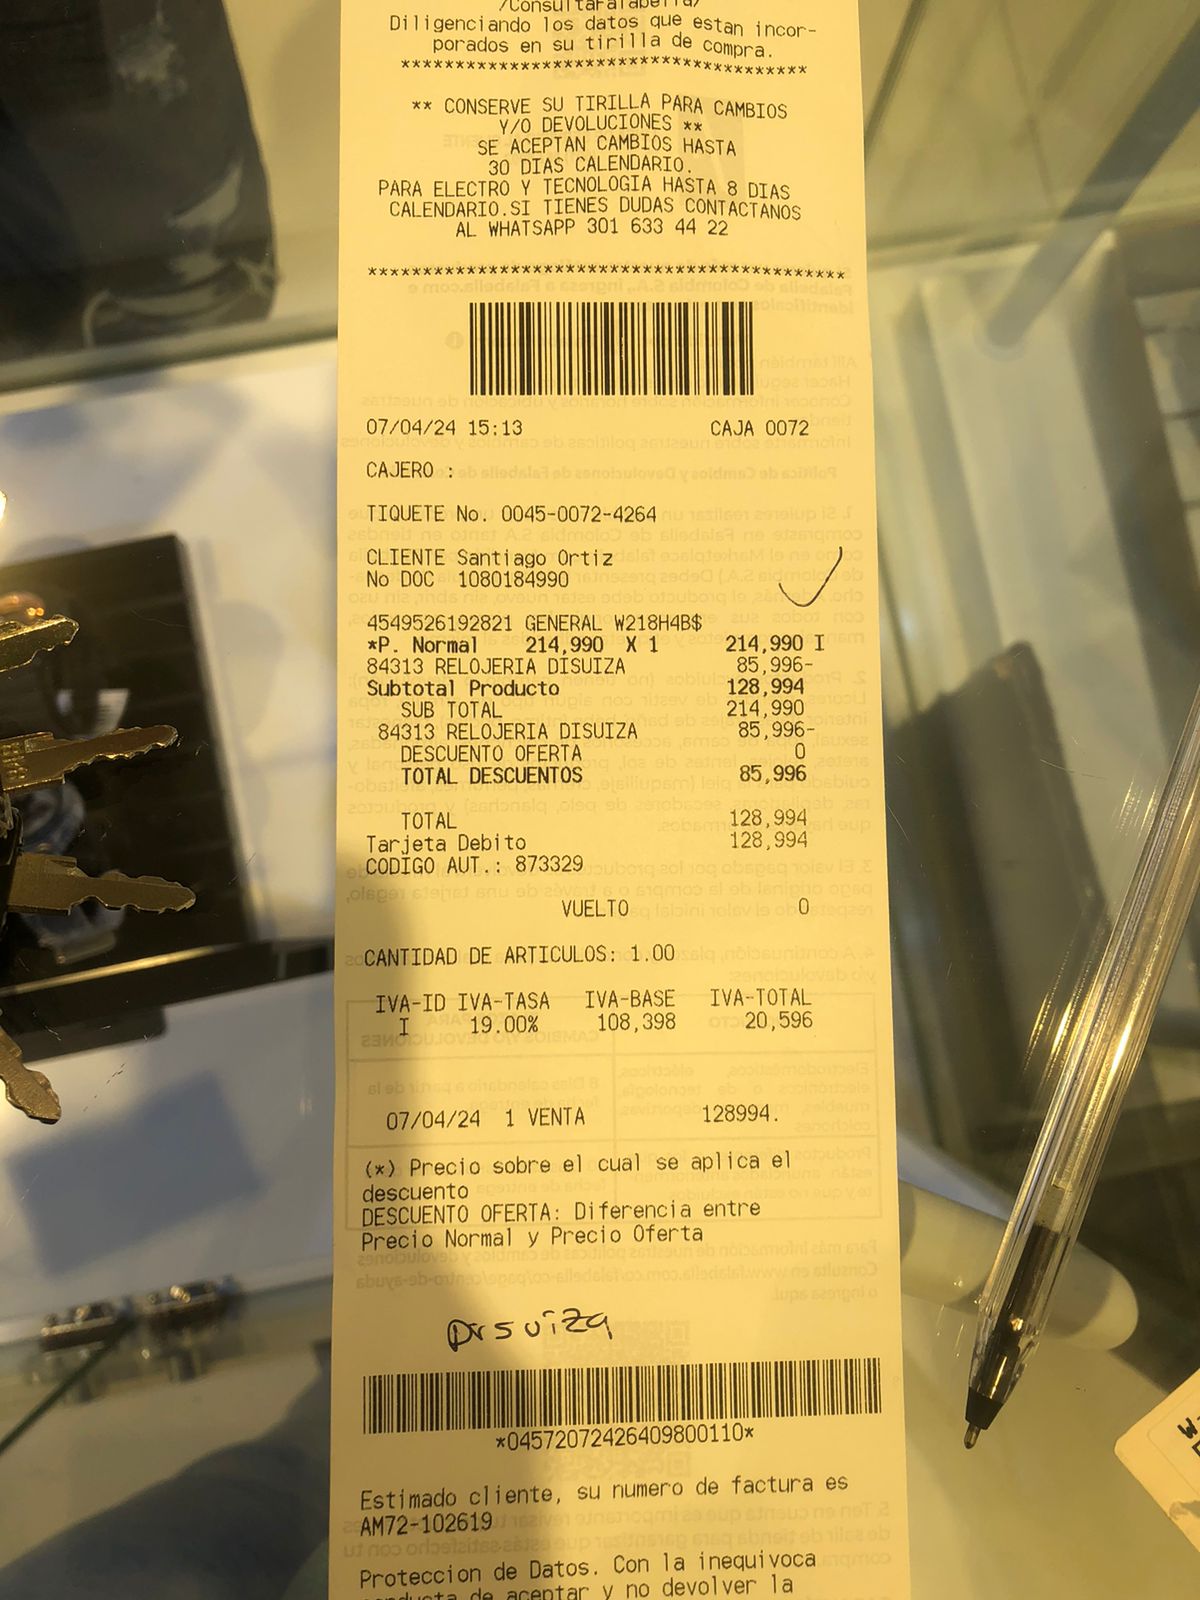 /ConsultaFalabella/
Diligenciando los datos que estan incor-
porados en su tirilla de compra.
*************************************
** CONSERVE SU TIRILLA PARA CAMBIOS
Y/O DEVOLUCIONES **
SE ACEPTAN CAMBIOS HASTA
30 DIAS CALENDARIO.
PARA ELECTRO Y TECNOLOGIA HASTA 8 DIAS
CALENDARIO.SI TIENES DUDAS CONTACTANOS
AL WHATSAPP 301 633 44 22
********************************************
07/04/24 15:13 CAJA 0072
CAJERO :
TIQUETE No. 0045-0072-4264
CLIENTE Santiago Ortiz
No DOC 1080184990
4549526192821 GENERAL W218H4B$
*P. Normal 214,990 X 1 214,990 I
84313 RELOJERIA DISUIZA 85,996-
Subtotal Producto 128,994
SUB TOTAL 214,990
84313 RELOJERIA DISUIZA 85,996-
DESCUENTO OFERTA 0
TOTAL DESCUENTOS 85,996
TOTAL 128,994
Tarjeta Debito 128,994
CODIGO AUT.: 873329
VUELTO 0
CANTIDAD DE ARTICULOS: 1.00
IVA-ID IVA-TASA IVA-BASE IVA-TOTAL
I 19.00% 108,398 20,596
07/04/24 1 VENTA 128994.
(*) Precio sobre el cual se aplica el
descuento
DESCUENTO OFERTA: Diferencia entre
Precio Normal y Precio Oferta
Disuiza
*04572072426409800110*
Estimado cliente, su numero de factura es
AM72-102619
Proteccion de Datos. Con la inequivoca
conducta de aceptar y no devolver la